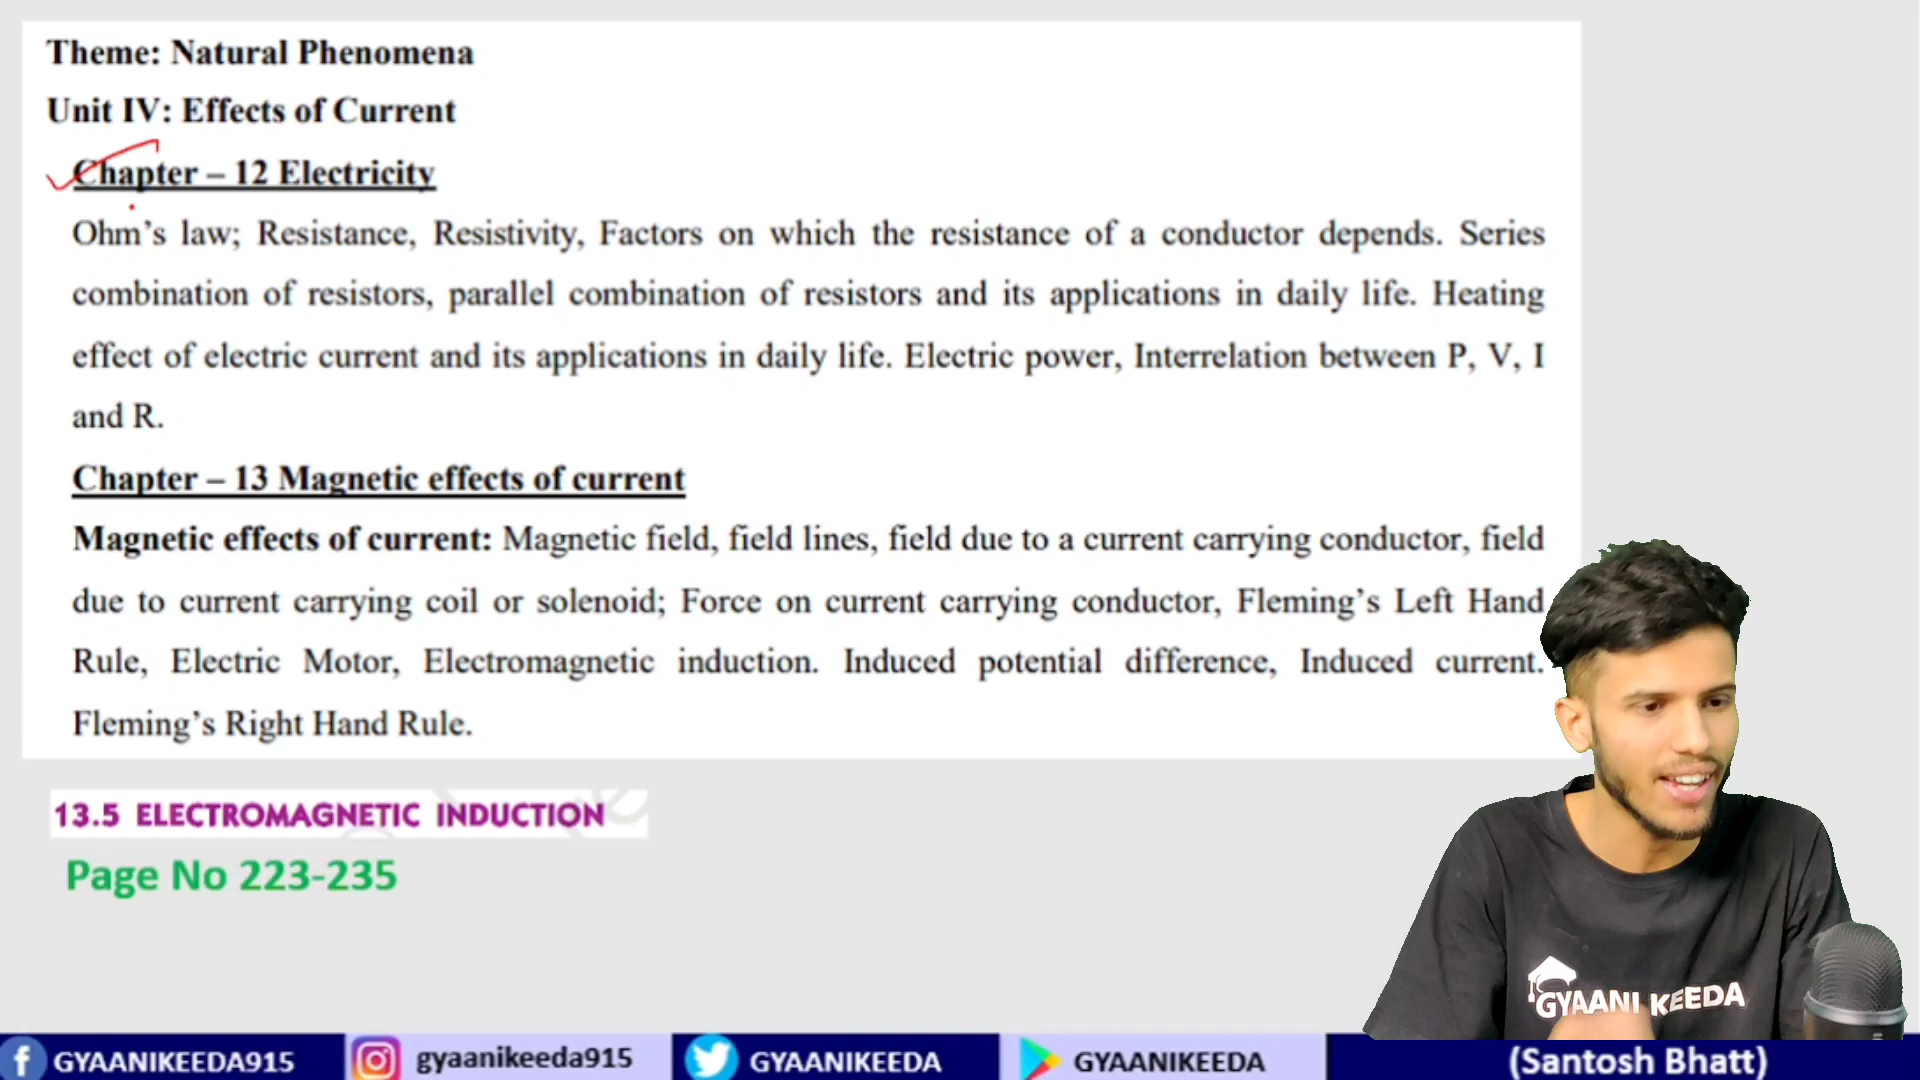 Theme: Natural Phenomena
Unit IV: Effects of Current
Chapter – 12 Electricity
Ohm’s law; Resistance, Resistivity, Factors on which the resistance of a conductor depends. Series
combination of resistors, parallel combination of resistors and its applications in daily life. Heating
effect of electric current and its applications in daily life. Electric power, Interrelation between P, V, I
and R.
Chapter – 13 Magnetic effects of current
Magnetic effects of current: Magnetic field, field lines, field due to a current carrying conductor, field
due to current carrying coil or solenoid; Force on current carrying conductor, Fleming’s Left Hand
Rule, Electric Motor, Electromagnetic induction. Induced potential difference, Induced current.
Fleming’s Right Hand Rule.
13.5 ELECTROMAGNETIC INDUCTION
Page No 223-235
GYAANI KEEDA
GYAANIKEEDA915
gyaanikeeda915
GYAANIKEEDA
GYAANIKEEDA
(Santosh Bhatt)